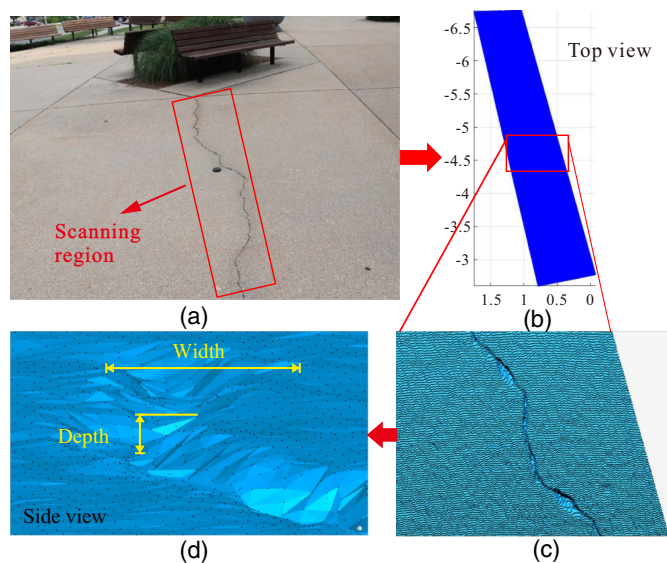 Scanning
region
(a)
-6.5
-6
-5.5
-5
-4.5
-4
-3.5
-3
Top view
1.5 1 0.5 0
(b)
Width
Depth
Side view
(d)
(c)